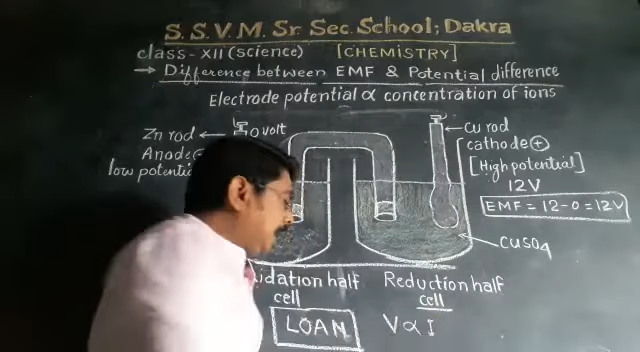 S. S. V. M. Sr. Sec. School; Dakra
class- XII (science) [CHEMISTRY]
→ Difference between EMF & Potential difference
Electrode potential α concentration of ions
Zn rod ← 0 volt
Anode
low potenti
← Cu rod
cathode (+)
[High potential]
12V
EMF = 12-0 = 12V
CuSO4
idation half
cell
Reduction half
cell
LOAN
V α I